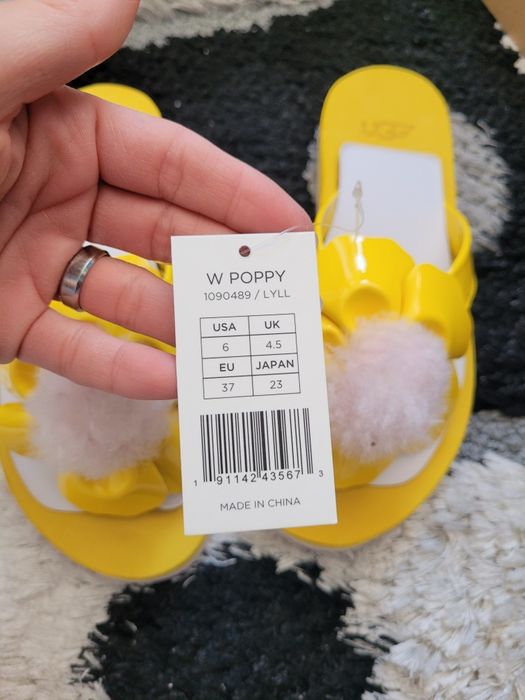 UGG
W POPPY
1090489 / LYLL
USA UK
6 4.5
EU JAPAN
37 23
1 91142 43567 3
MADE IN CHINA